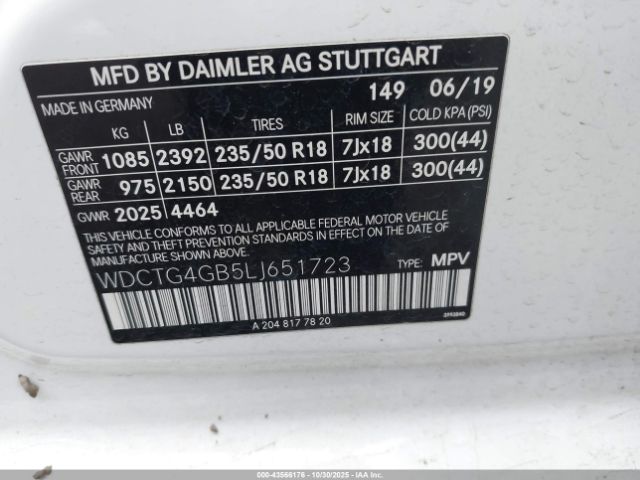 MFD BY DAIMLER AG STUTTGART
MADE IN GERMANY 149 06/19
KG LB TIRES RIM SIZE COLD KPA (PSI)
GAWR FRONT 1085 2392 235/50 R18 7Jx18 300(44)
GAWR REAR 975 2150 235/50 R18 7Jx18 300(44)
GVWR 2025 4464
THIS VEHICLE CONFORMS TO ALL APPLICABLE FEDERAL MOTOR VEHICLE
SAFETY AND THEFT PREVENTION STANDARDS IN EFFECT ON THE DATE OF
MANUFACTURE SHOWN ABOVE.
WDCTG4GB5LJ651723 TYPE: MPV
A 204 817 78 20
000-43566176 - 10/30/2025 - IAAI.COM